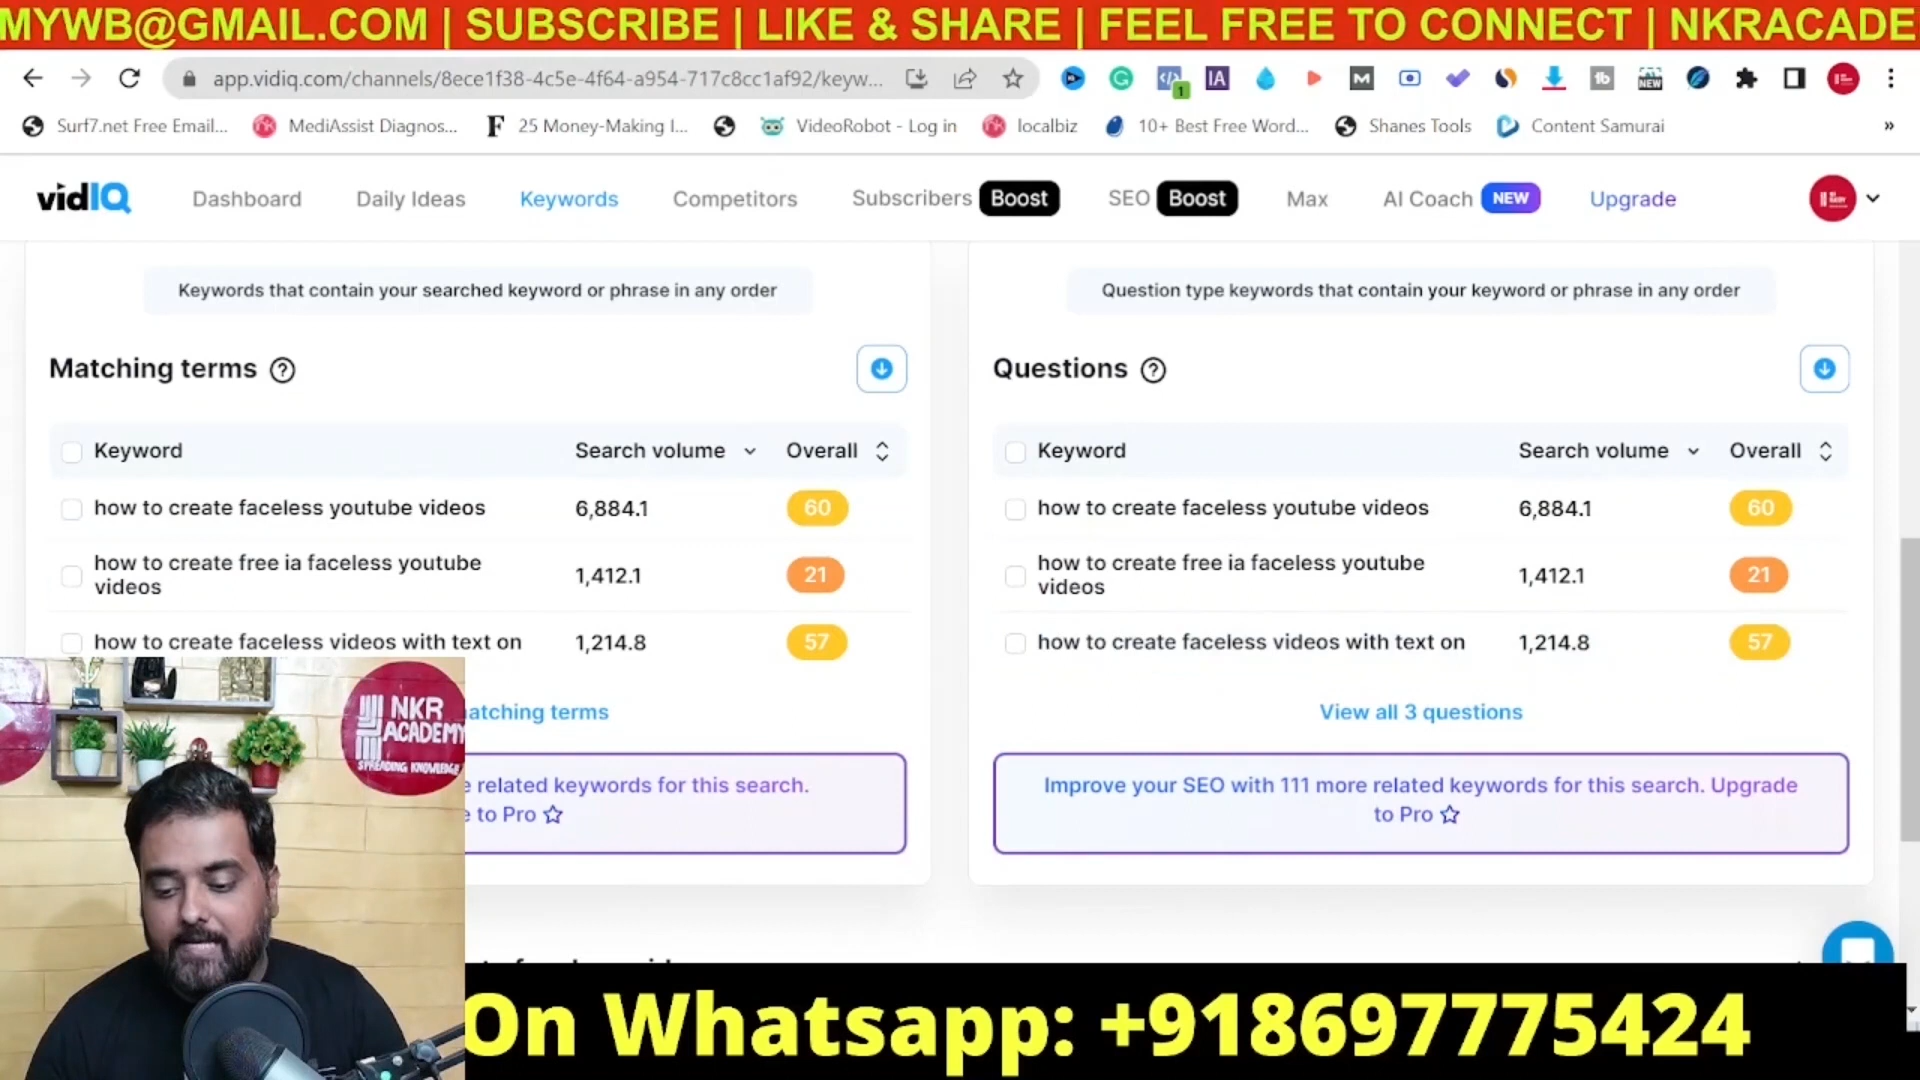 MYWB@GMAIL.COM | SUBSCRIBE | LIKE & SHARE | FEEL FREE TO CONNECT | NKRACADE
app.vidiq.com/channels/8ece1f38-4c5e-4f64-a954-717c8cc1af92/keyw...
1
IA
M
tb
NEW
Surf7.net Free Email...
MediAssist Diagnos...
25 Money-Making I...
VideoRobot - Log in
localbiz
10+ Best Free Word...
Shanes Tools
Content Samurai
»
vidIQ
Dashboard
Daily Ideas
Keywords
Competitors
Subscribers Boost
SEO Boost
Max
AI Coach NEW
Upgrade
Keywords that contain your searched keyword or phrase in any order
Matching terms ?
Keyword Search volume Overall
how to create faceless youtube videos 6,884.1 60
how to create free ia faceless youtube videos 1,412.1 21
how to create faceless videos with text on 1,214.8 57
atching terms
e related keywords for this search.
e to Pro
Question type keywords that contain your keyword or phrase in any order
Questions ?
Keyword Search volume Overall
how to create faceless youtube videos 6,884.1 60
how to create free ia faceless youtube videos 1,412.1 21
how to create faceless videos with text on 1,214.8 57
View all 3 questions
Improve your SEO with 111 more related keywords for this search. Upgrade
to Pro
NKR
ACADEMY
SPREADING KNOWLEDGE
On Whatsapp: +918697775424